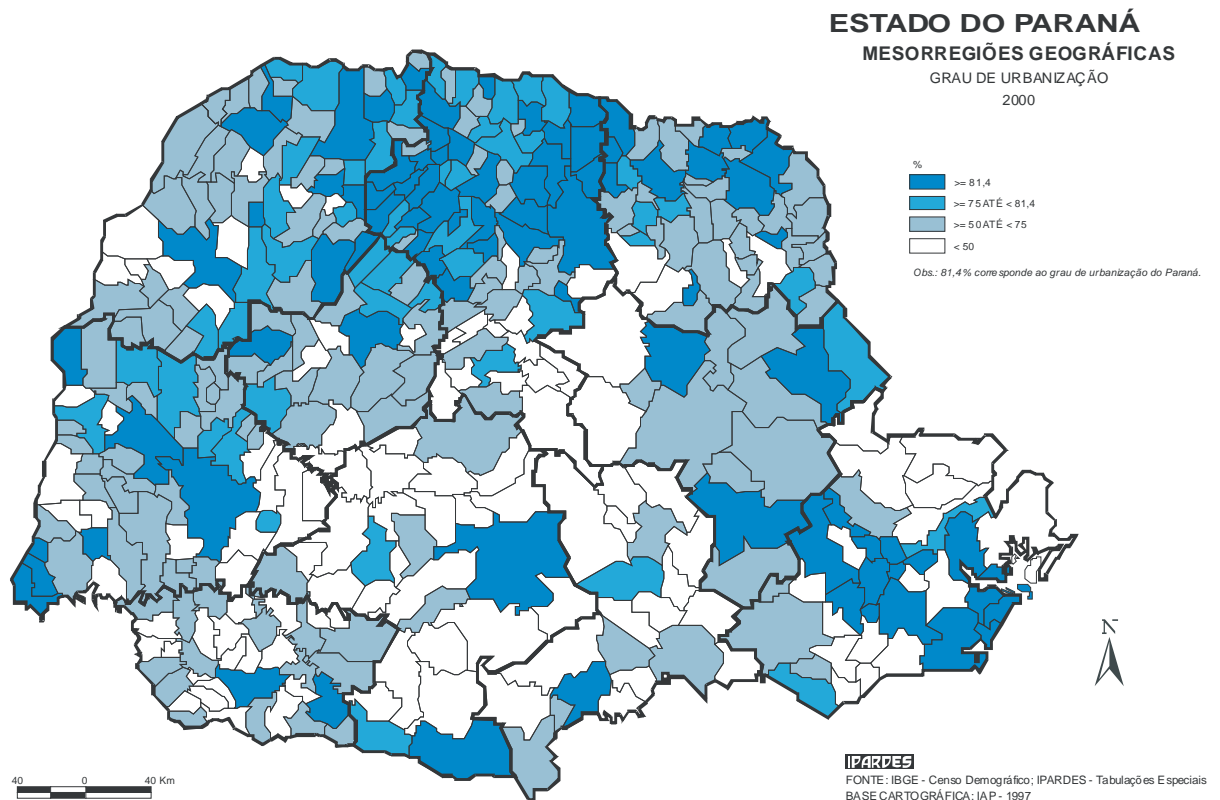 ESTADO DO PARANÁ
MESORREGIÕES GEOGRÁFICAS
GRAU DE URBANIZAÇÃO
2000
%
>= 81,4
>= 75 ATÉ < 81,4
>= 50 ATÉ < 75
< 50
Obs.: 81,4% corresponde ao grau de urbanização do Paraná.
N
40 0 40 Km
IPARDES
FONTE: IBGE - Censo Demográfico; IPARDES - Tabulações Especiais
BASE CARTOGRÁFICA: IAP - 1997